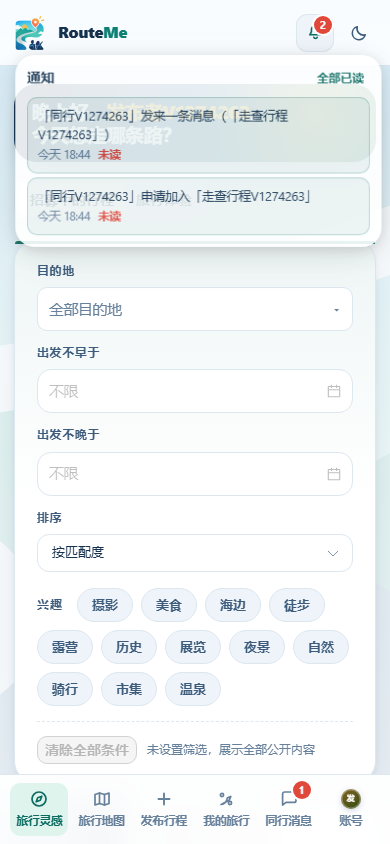 RouteMe
2
通知
全部已读
「同行V1274263」发来一条消息（「走查行程
V1274263」）
今天 18:44 未读
「同行V1274263」申请加入「走查行程V1274263」
今天 18:44 未读
目的地
全部目的地
出发不早于
不限
出发不晚于
不限
排序
按匹配度
兴趣
摄影
美食
海边
徒步
露营
历史
展览
夜景
自然
骑行
市集
温泉
清除全部条件
未设置筛选，展示全部公开内容
1
发
旅行灵感
旅行地图
发布行程
我的旅行
同行消息
账号